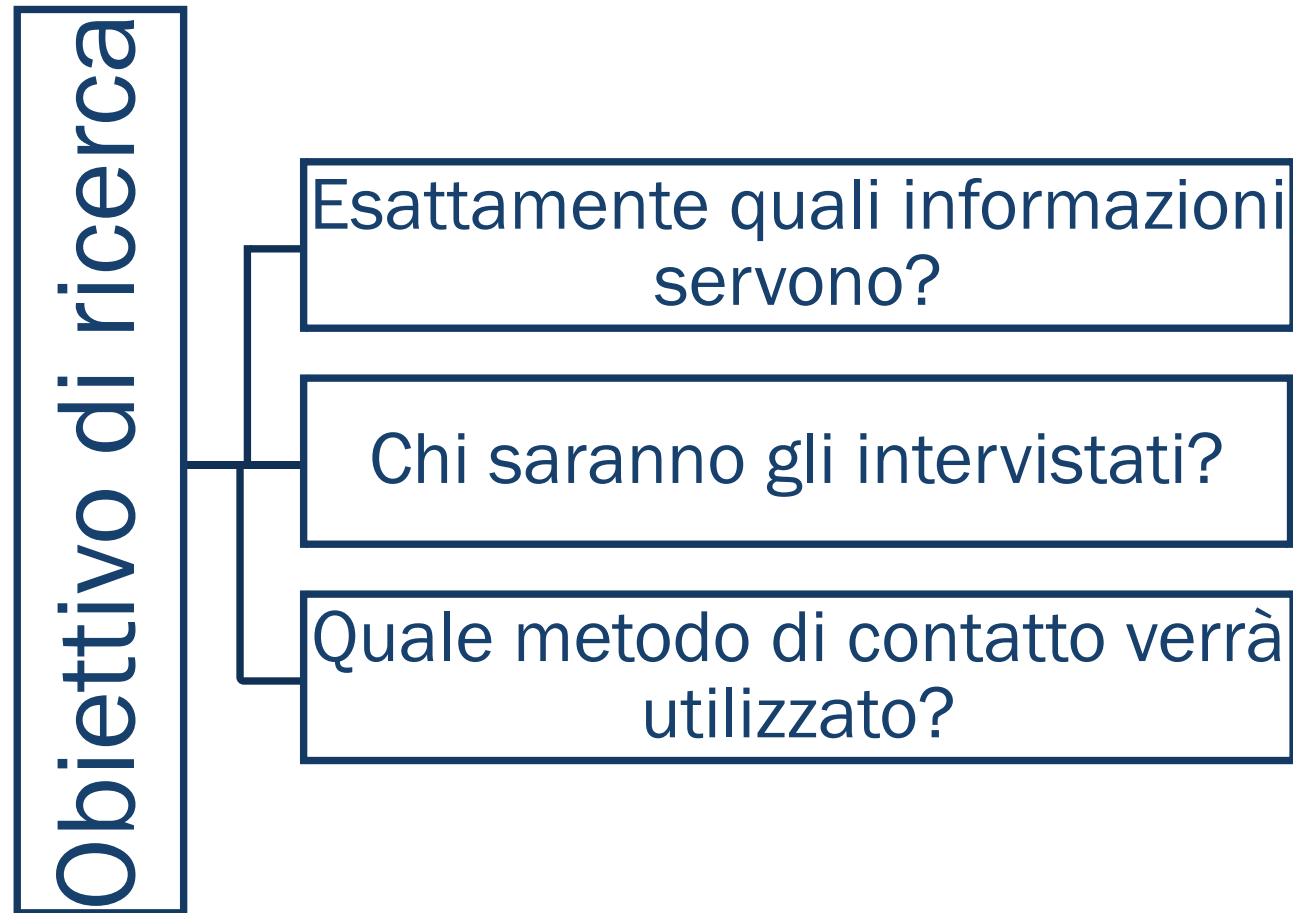 Obiettivo di ricerca
Esattamente quali informazioni
servono?
Chi saranno gli intervistati?
Quale metodo di contatto verrà
utilizzato?